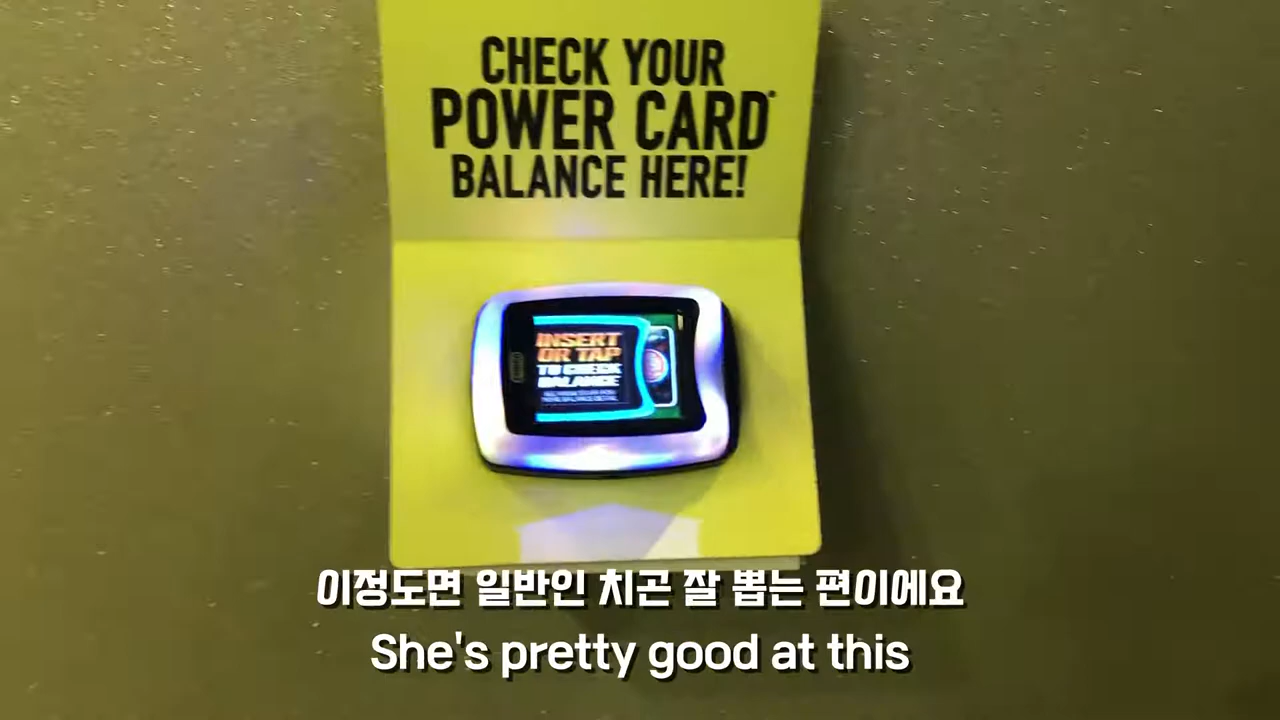 CHECK YOUR
POWER CARD®
BALANCE HERE!
INSERT
OR TAP
TO CHECK
BALANCE
이정도면 일반인 치곤 잘 뽑는 편이에요
She's pretty good at this